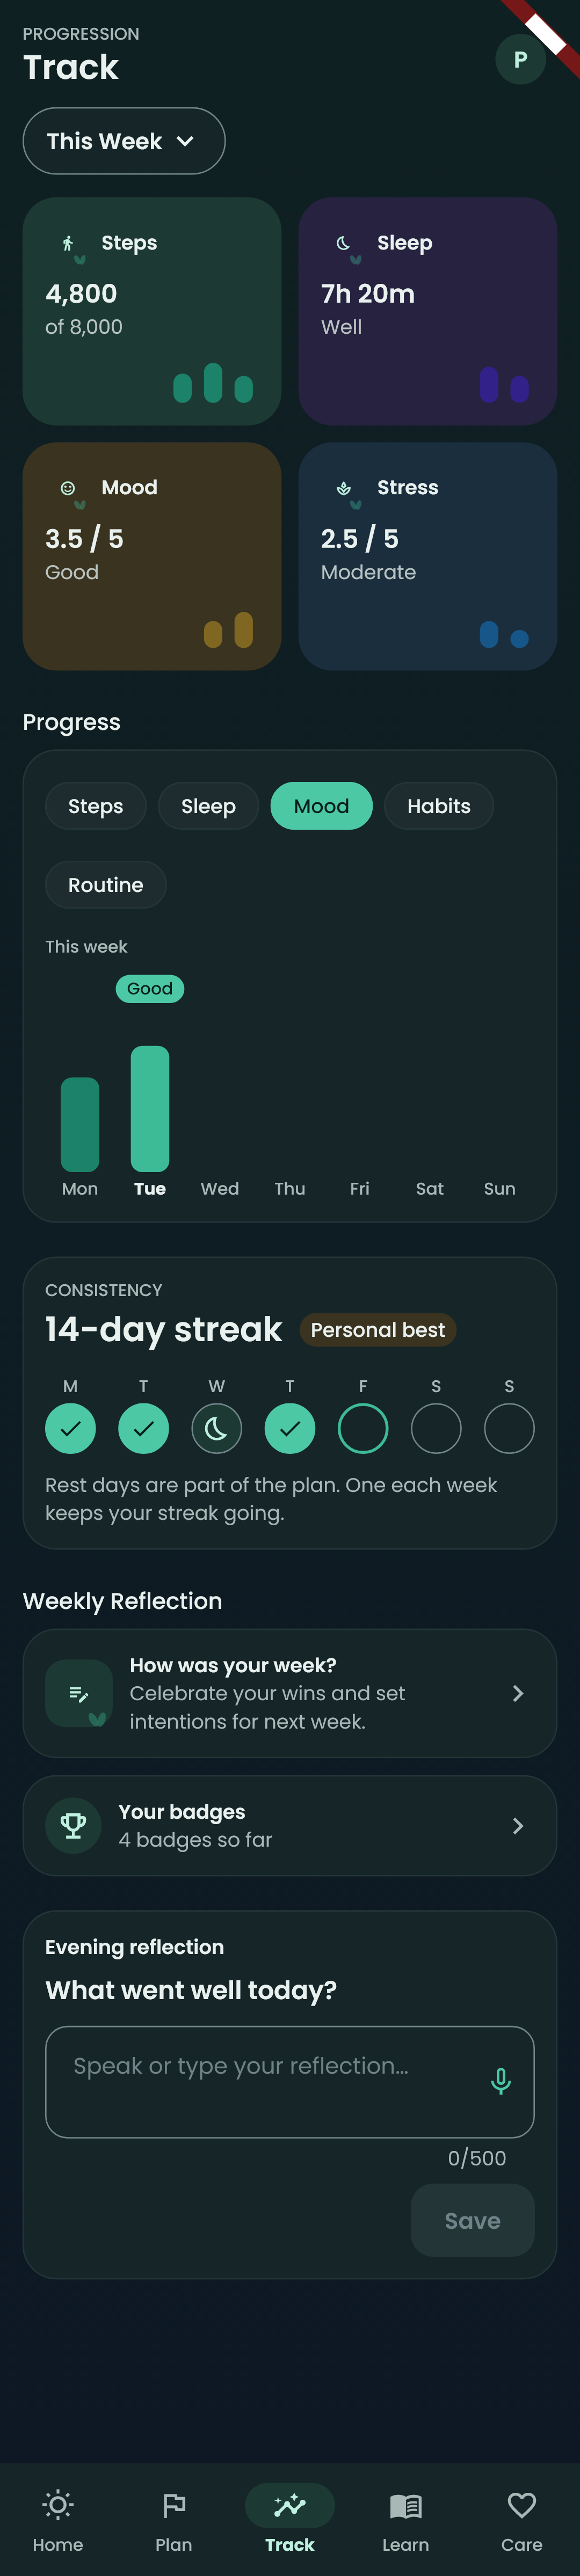 PROGRESSION
Track
P
This Week
Steps
4,800
of 8,000
Sleep
7h 20m
Well
Mood
3.5 / 5
Good
Stress
2.5 / 5
Moderate
Progress
Steps
Sleep
Mood
Habits
Routine
This week
Good
Mon
Tue
Wed
Thu
Fri
Sat
Sun
CONSISTENCY
14-day streak
Personal best
M
T
W
T
F
S
S
Rest days are part of the plan. One each week
keeps your streak going.
Weekly Reflection
How was your week?
Celebrate your wins and set
intentions for next week.
Your badges
4 badges so far
Evening reflection
What went well today?
Speak or type your reflection...
0/500
Save
Home
Plan
Track
Learn
Care